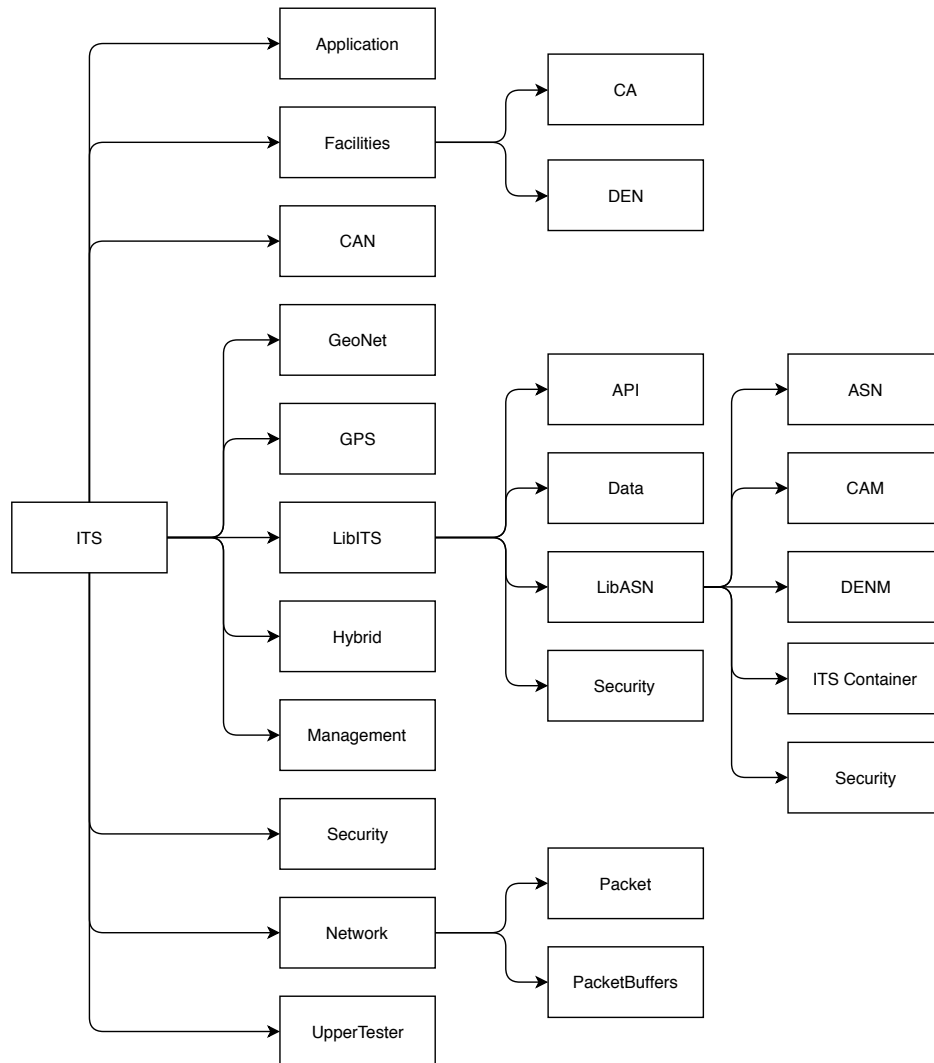 Application
CA
Facilities
DEN
CAN
GeoNet
API
ASN
GPS
Data
CAM
ITS
LibITS
LibASN
DENM
Hybrid
Security
ITS Container
Management
Security
Security
Packet
Network
PacketBuffers
UpperTester